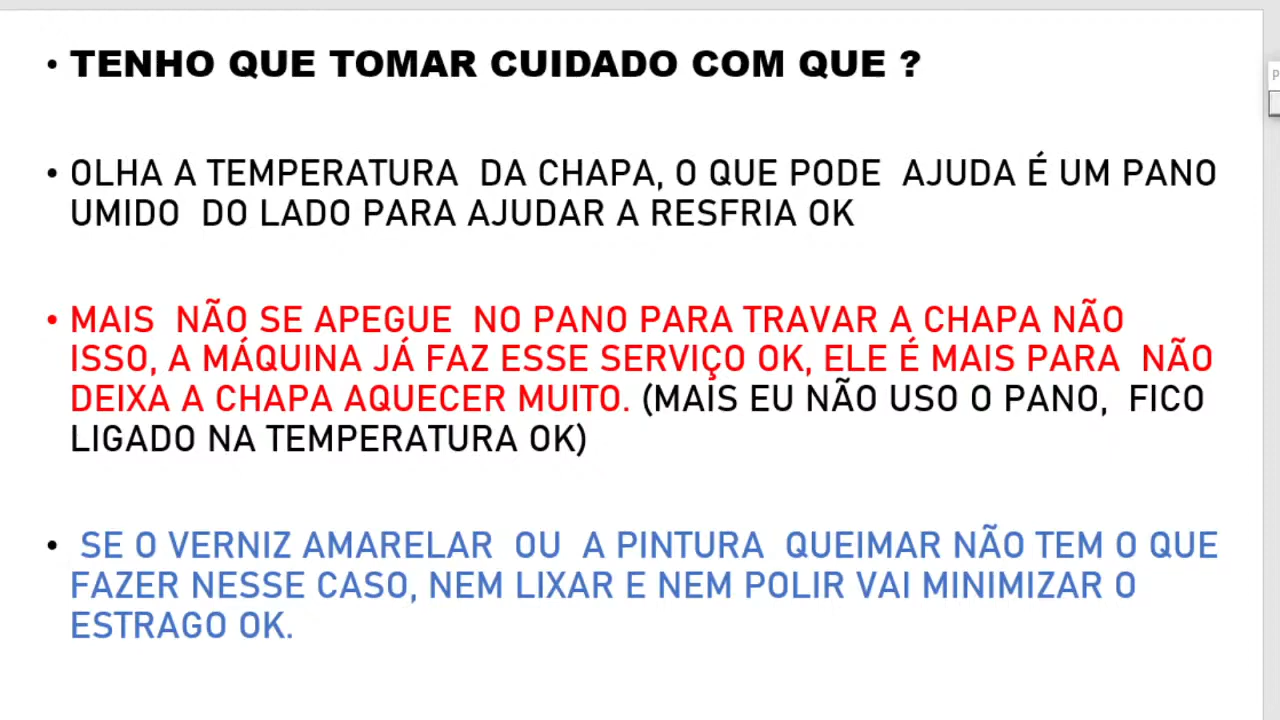 • TENHO QUE TOMAR CUIDADO COM QUE ?
• OLHA A TEMPERATURA DA CHAPA, O QUE PODE AJUDA É UM PANO
UMIDO DO LADO PARA AJUDAR A RESFRIA OK
• MAIS NÃO SE APEGUE NO PANO PARA TRAVAR A CHAPA NÃO
ISSO, A MÁQUINA JÁ FAZ ESSE SERVIÇO OK, ELE É MAIS PARA NÃO
DEIXA A CHAPA AQUECER MUITO. (MAIS EU NÃO USO O PANO, FICO
LIGADO NA TEMPERATURA OK)
• SE O VERNIZ AMARELAR OU A PINTURA QUEIMAR NÃO TEM O QUE
FAZER NESSE CASO, NEM LIXAR E NEM POLIR VAI MINIMIZAR O
ESTRAGO OK.